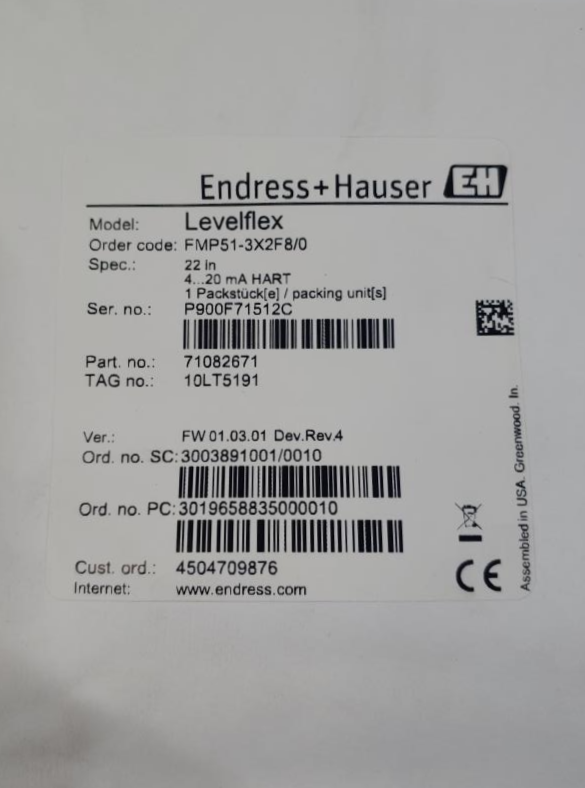 Endress+Hauser EH
Model: Levelflex
Order code: FMP51-3X2F8/0
Spec.: 22 in
4...20 mA HART
1 Packstück[e] / packing unit[s]
Ser. no.: P900F71512C
Part. no.: 71082671
TAG no.: 10LT5191
Ver.: FW 01.03.01 Dev.Rev.4
Ord. no. SC: 3003891001/0010
Ord. no. PC: 3019658835000010
Cust. ord.: 4504709876
Internet: www.endress.com
CE
Assembled in USA. Greenwood. In.